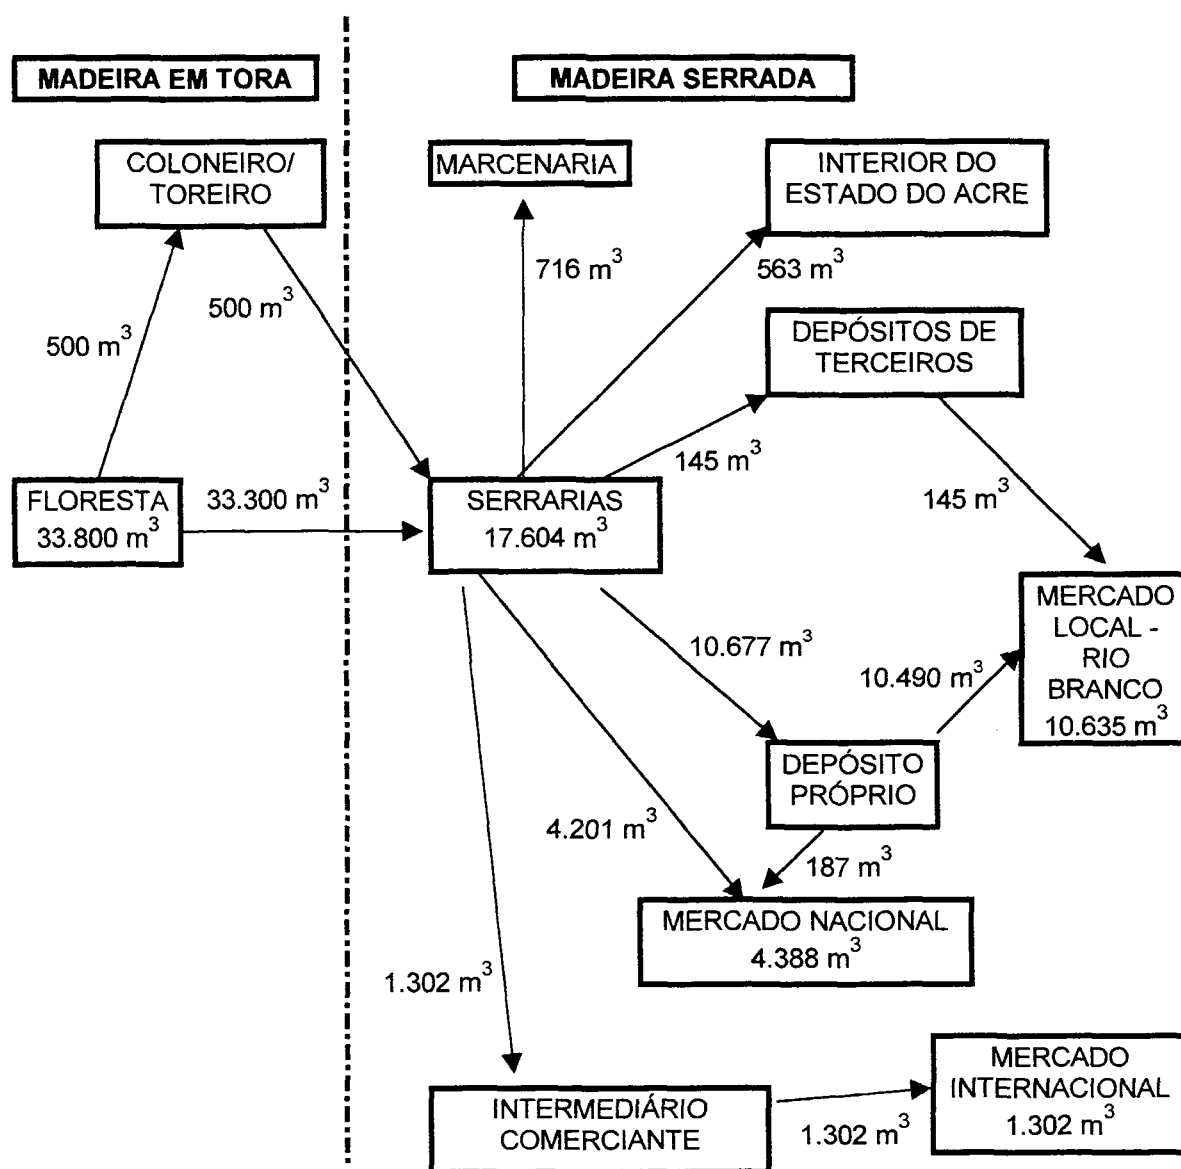 MADEIRA EM TORA
MADEIRA SERRADA
COLONEIRO/
TOREIRO
MARCENARIA
INTERIOR DO
ESTADO DO ACRE
716 m³
563 m³
500 m³
500 m³
DEPÓSITOS DE
TERCEIROS
145 m³
145 m³
FLORESTA
33.800 m³
33.300 m³
SERRARIAS
17.604 m³
MERCADO
LOCAL -
RIO
BRANCO
10.635 m³
10.677 m³
10.490 m³
DEPÓSITO
PRÓPRIO
4.201 m³
187 m³
MERCADO NACIONAL
4.388 m³
1.302 m³
INTERMEDIÁRIO
COMERCIANTE
1.302 m³
MERCADO
INTERNACIONAL
1.302 m³